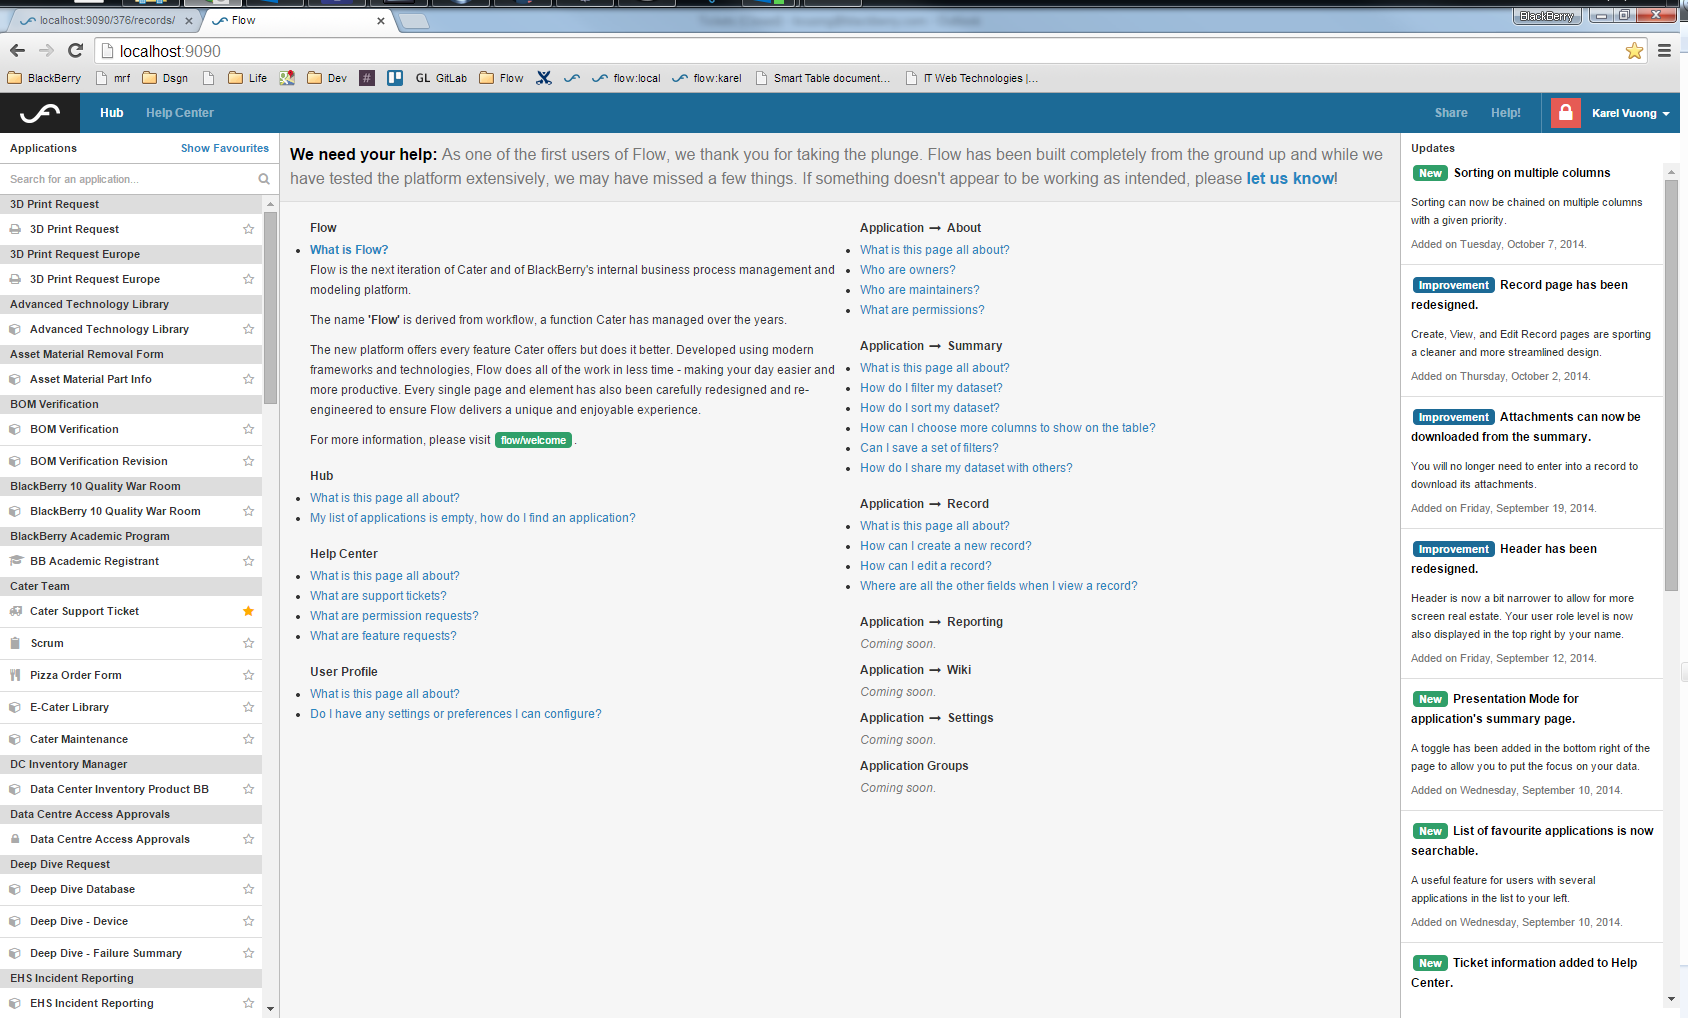 localhost:9090/376/records/
Flow
BlackBerry
localhost:9090
BlackBerry
mrf
Dsgn
Life
Dev
#
GL GitLab
Flow
flow:local
flow:karel
Smart Table document...
IT Web Technologies |...
Hub
Help Center
Share
Help!
Karel Vuong
Applications
Show Favourites
Search for an application...
3D Print Request
3D Print Request
3D Print Request Europe
3D Print Request Europe
Advanced Technology Library
Advanced Technology Library
Asset Material Removal Form
Asset Material Part Info
BOM Verification
BOM Verification
BOM Verification Revision
BlackBerry 10 Quality War Room
BlackBerry 10 Quality War Room
BlackBerry Academic Program
BB Academic Registrant
Cater Team
Cater Support Ticket
Scrum
Pizza Order Form
E-Cater Library
Cater Maintenance
DC Inventory Manager
Data Center Inventory Product BB
Data Centre Access Approvals
Data Centre Access Approvals
Deep Dive Request
Deep Dive Database
Deep Dive - Device
Deep Dive - Failure Summary
EHS Incident Reporting
EHS Incident Reporting
We need your help: As one of the first users of Flow, we thank you for taking the plunge. Flow has been built completely from the ground up and while we
have tested the platform extensively, we may have missed a few things. If something doesn't appear to be working as intended, please let us know!
Flow
What is Flow?
Flow is the next iteration of Cater and of BlackBerry's internal business process management and
modeling platform.
The name 'Flow' is derived from workflow, a function Cater has managed over the years.
The new platform offers every feature Cater offers but does it better. Developed using modern
frameworks and technologies, Flow does all of the work in less time - making your day easier and
more productive. Every single page and element has also been carefully redesigned and re-
engineered to ensure Flow delivers a unique and enjoyable experience.
For more information, please visit flow/welcome .
Hub
What is this page all about?
My list of applications is empty, how do I find an application?
Help Center
What is this page all about?
What are support tickets?
What are permission requests?
What are feature requests?
User Profile
What is this page all about?
Do I have any settings or preferences I can configure?
Application → About
What is this page all about?
Who are owners?
Who are maintainers?
What are permissions?
Application → Summary
What is this page all about?
How do I filter my dataset?
How do I sort my dataset?
How can I choose more columns to show on the table?
Can I save a set of filters?
How do I share my dataset with others?
Application → Record
What is this page all about?
How can I create a new record?
How can I edit a record?
Where are all the other fields when I view a record?
Application → Reporting
Coming soon.
Application → Wiki
Coming soon.
Application → Settings
Coming soon.
Application Groups
Coming soon.
Updates
New Sorting on multiple columns
Sorting can now be chained on multiple columns
with a given priority.
Added on Tuesday, October 7, 2014.
Improvement Record page has been
redesigned.
Create, View, and Edit Record pages are sporting
a cleaner and more streamlined design.
Added on Thursday, October 2, 2014.
Improvement Attachments can now be
downloaded from the summary.
You will no longer need to enter into a record to
download its attachments.
Added on Friday, September 19, 2014.
Improvement Header has been
redesigned.
Header is now a bit narrower to allow for more
screen real estate. Your user role level is now
also displayed in the top right by your name.
Added on Friday, September 12, 2014.
New Presentation Mode for
application's summary page.
A toggle has been added in the bottom right of the
page to allow you to put the focus on your data.
Added on Wednesday, September 10, 2014.
New List of favourite applications is now
searchable.
A useful feature for users with several
applications in the list to your left.
Added on Wednesday, September 10, 2014.
New Ticket information added to Help
Center.